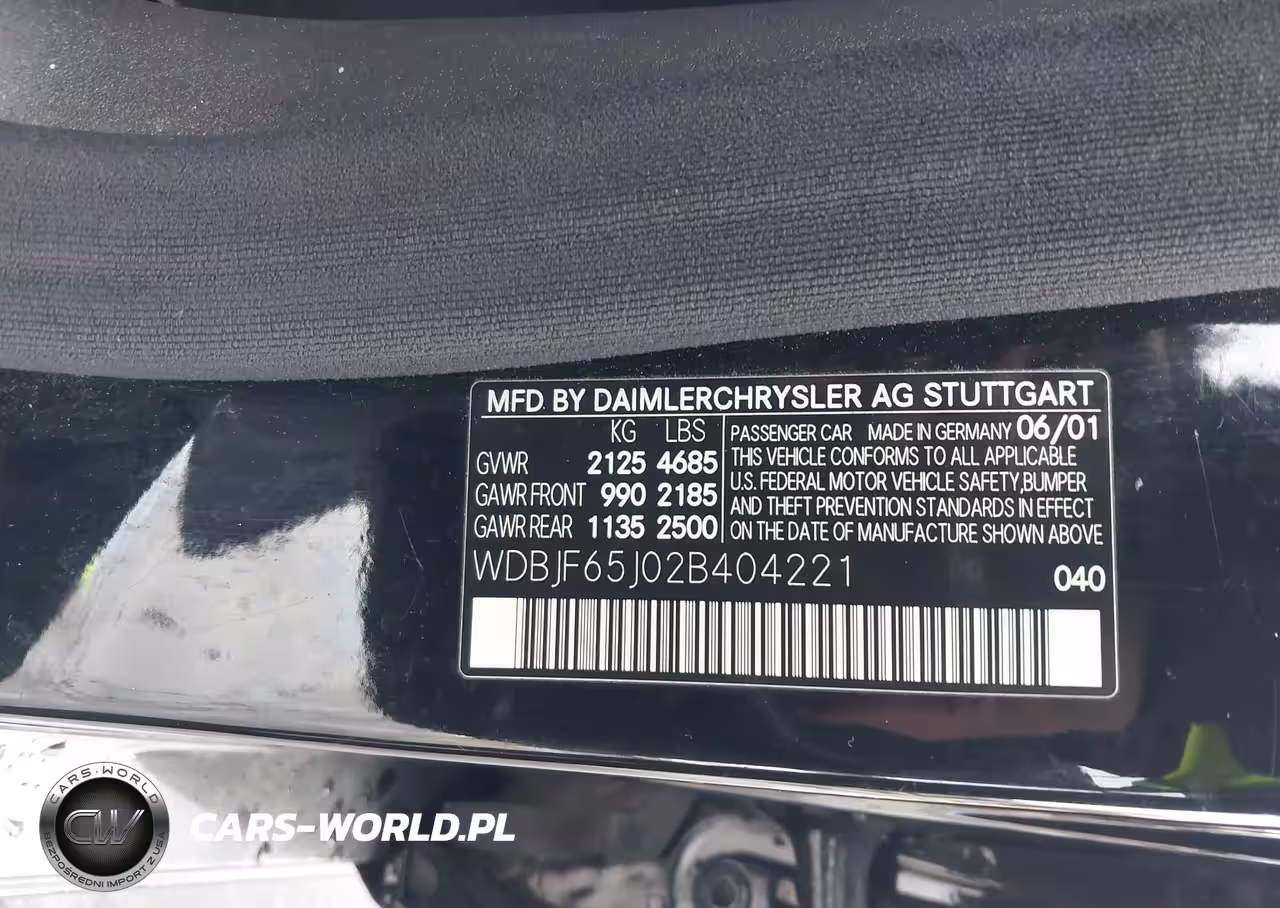 MFD. BY DAIMLERCHRYSLER AG STUTTGART
KG LBS
GVWR 2125 4685
GAWR FRONT 990 2185
GAWR REAR 1135 2500
PASSENGER CAR MADE IN GERMANY 06/01
THIS VEHICLE CONFORMS TO ALL APPLICABLE
U.S. FEDERAL MOTOR VEHICLE SAFETY,BUMPER
AND THEFT PREVENTION STANDARDS IN EFFECT
ON THE DATE OF MANUFACTURE SHOWN ABOVE
WDBJF65J02B404221
040
CARS-WORLD
CW
BEZPOŚREDNI IMPORT Z USA
CARS-WORLD.PL